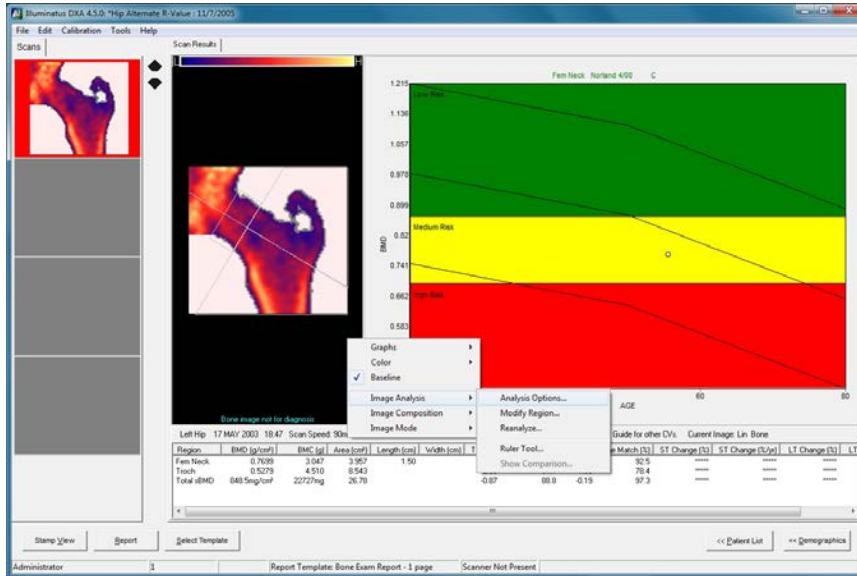 Illuminatus DXA 4.5.0: *Hip Alternate R-Value : 11/7/2005
File Edit Calibration Tools Help
Scans
Scan Results
L H
Fem Neck Norland 4/00 C
1.215
Low Risk
1.136
1.057
0.978
0.899
Medium Risk
0.82
BMD
0.741
0.662
High Risk
0.583
Graphs
Color
Baseline
Image Analysis
Analysis Options...
Image Composition
Modify Region...
Image Mode
Reanalyze...
Ruler Tool...
Show Comparison...
60 80
AGE
Bone image not for diagnosis
Left Hip 17 MAY 2003 18:47 Scan Speed: Guide for other CVs. Current Image: Lin Bone
Region BMD (g/cm²) BMC (g) Area (cm²) Length (cm) Width (cm) T Match (%) ST Change (%) ST Change (%/yr) LT Change (%) LT
Fem Neck 0.7699 3.047 3.957 1.50 92.5 ***** ***** *****
Troch 0.5279 4.510 8.543 78.4 ***** ***** *****
Total sBMD 848.5mg/cm² 22727mg 26.78 -0.87 88.8 -0.19 97.3 ***** ***** *****
Stamp View Report Select Template << Patient List << Demographics
Administrator 1 Report Template: Bone Exam Report - 1 page Scanner Not Present